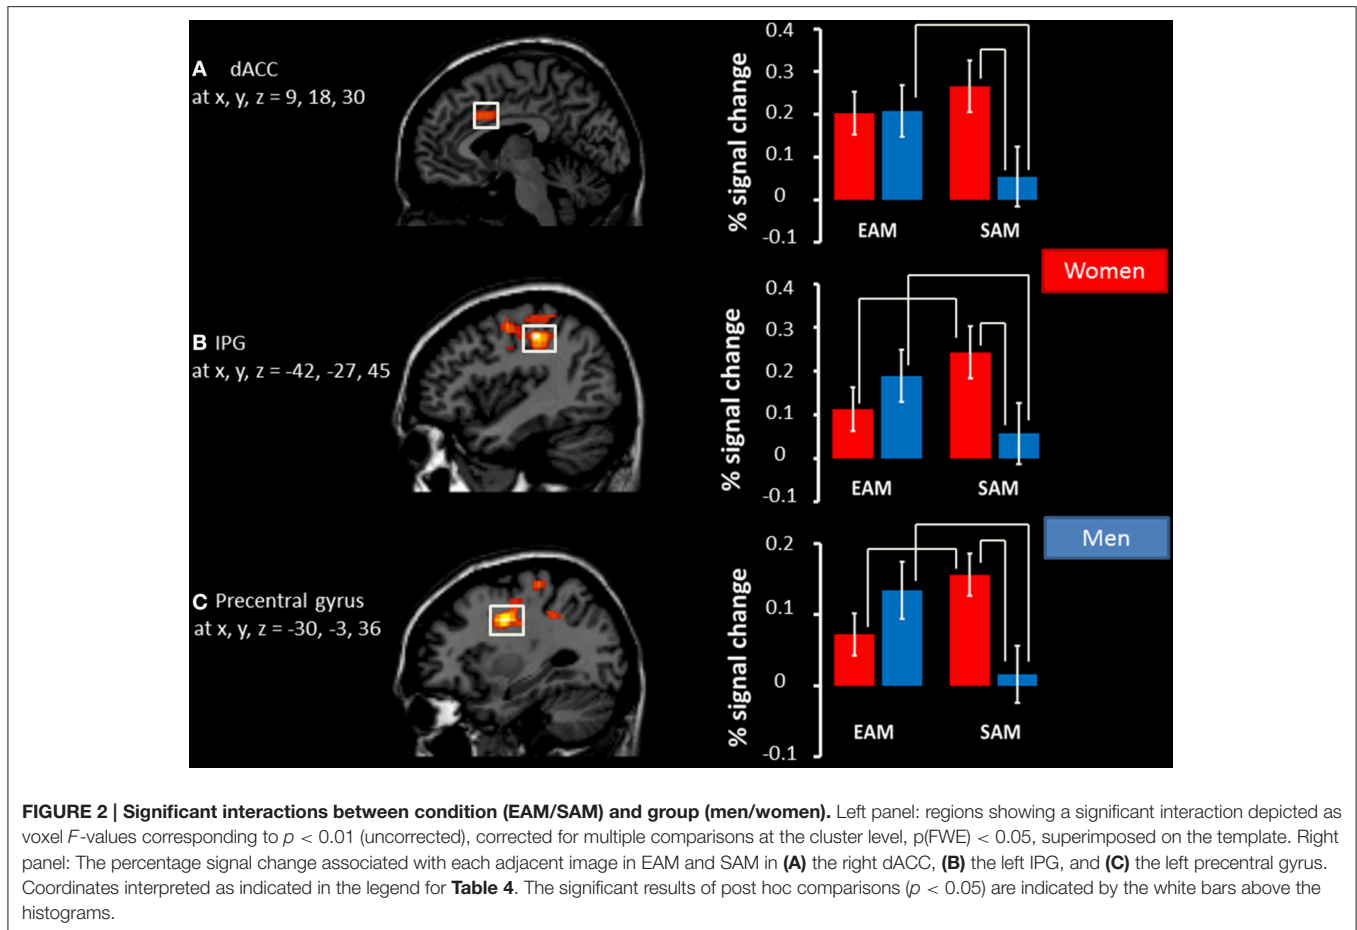 A dACC
at x, y, z = 9, 18, 30
% signal change
0.4
0.3
0.2
0.1
0
-0.1
EAM
SAM
Women
B IPG
at x, y, z = -42, -27, 45
% signal change
0.4
0.3
0.2
0.1
0
-0.1
EAM
SAM
Men
C Precentral gyrus
at x, y, z = -30, -3, 36
% signal change
0.2
0.1
0
-0.1
EAM
SAM
FIGURE 2 | Significant interactions between condition (EAM/SAM) and group (men/women). Left panel: regions showing a significant interaction depicted as
voxel F-values corresponding to p < 0.01 (uncorrected), corrected for multiple comparisons at the cluster level, p(FWE) < 0.05, superimposed on the template. Right
panel: The percentage signal change associated with each adjacent image in EAM and SAM in (A) the right dACC, (B) the left IPG, and (C) the left precentral gyrus.
Coordinates interpreted as indicated in the legend for Table 4. The significant results of post hoc comparisons (p < 0.05) are indicated by the white bars above the
histograms.